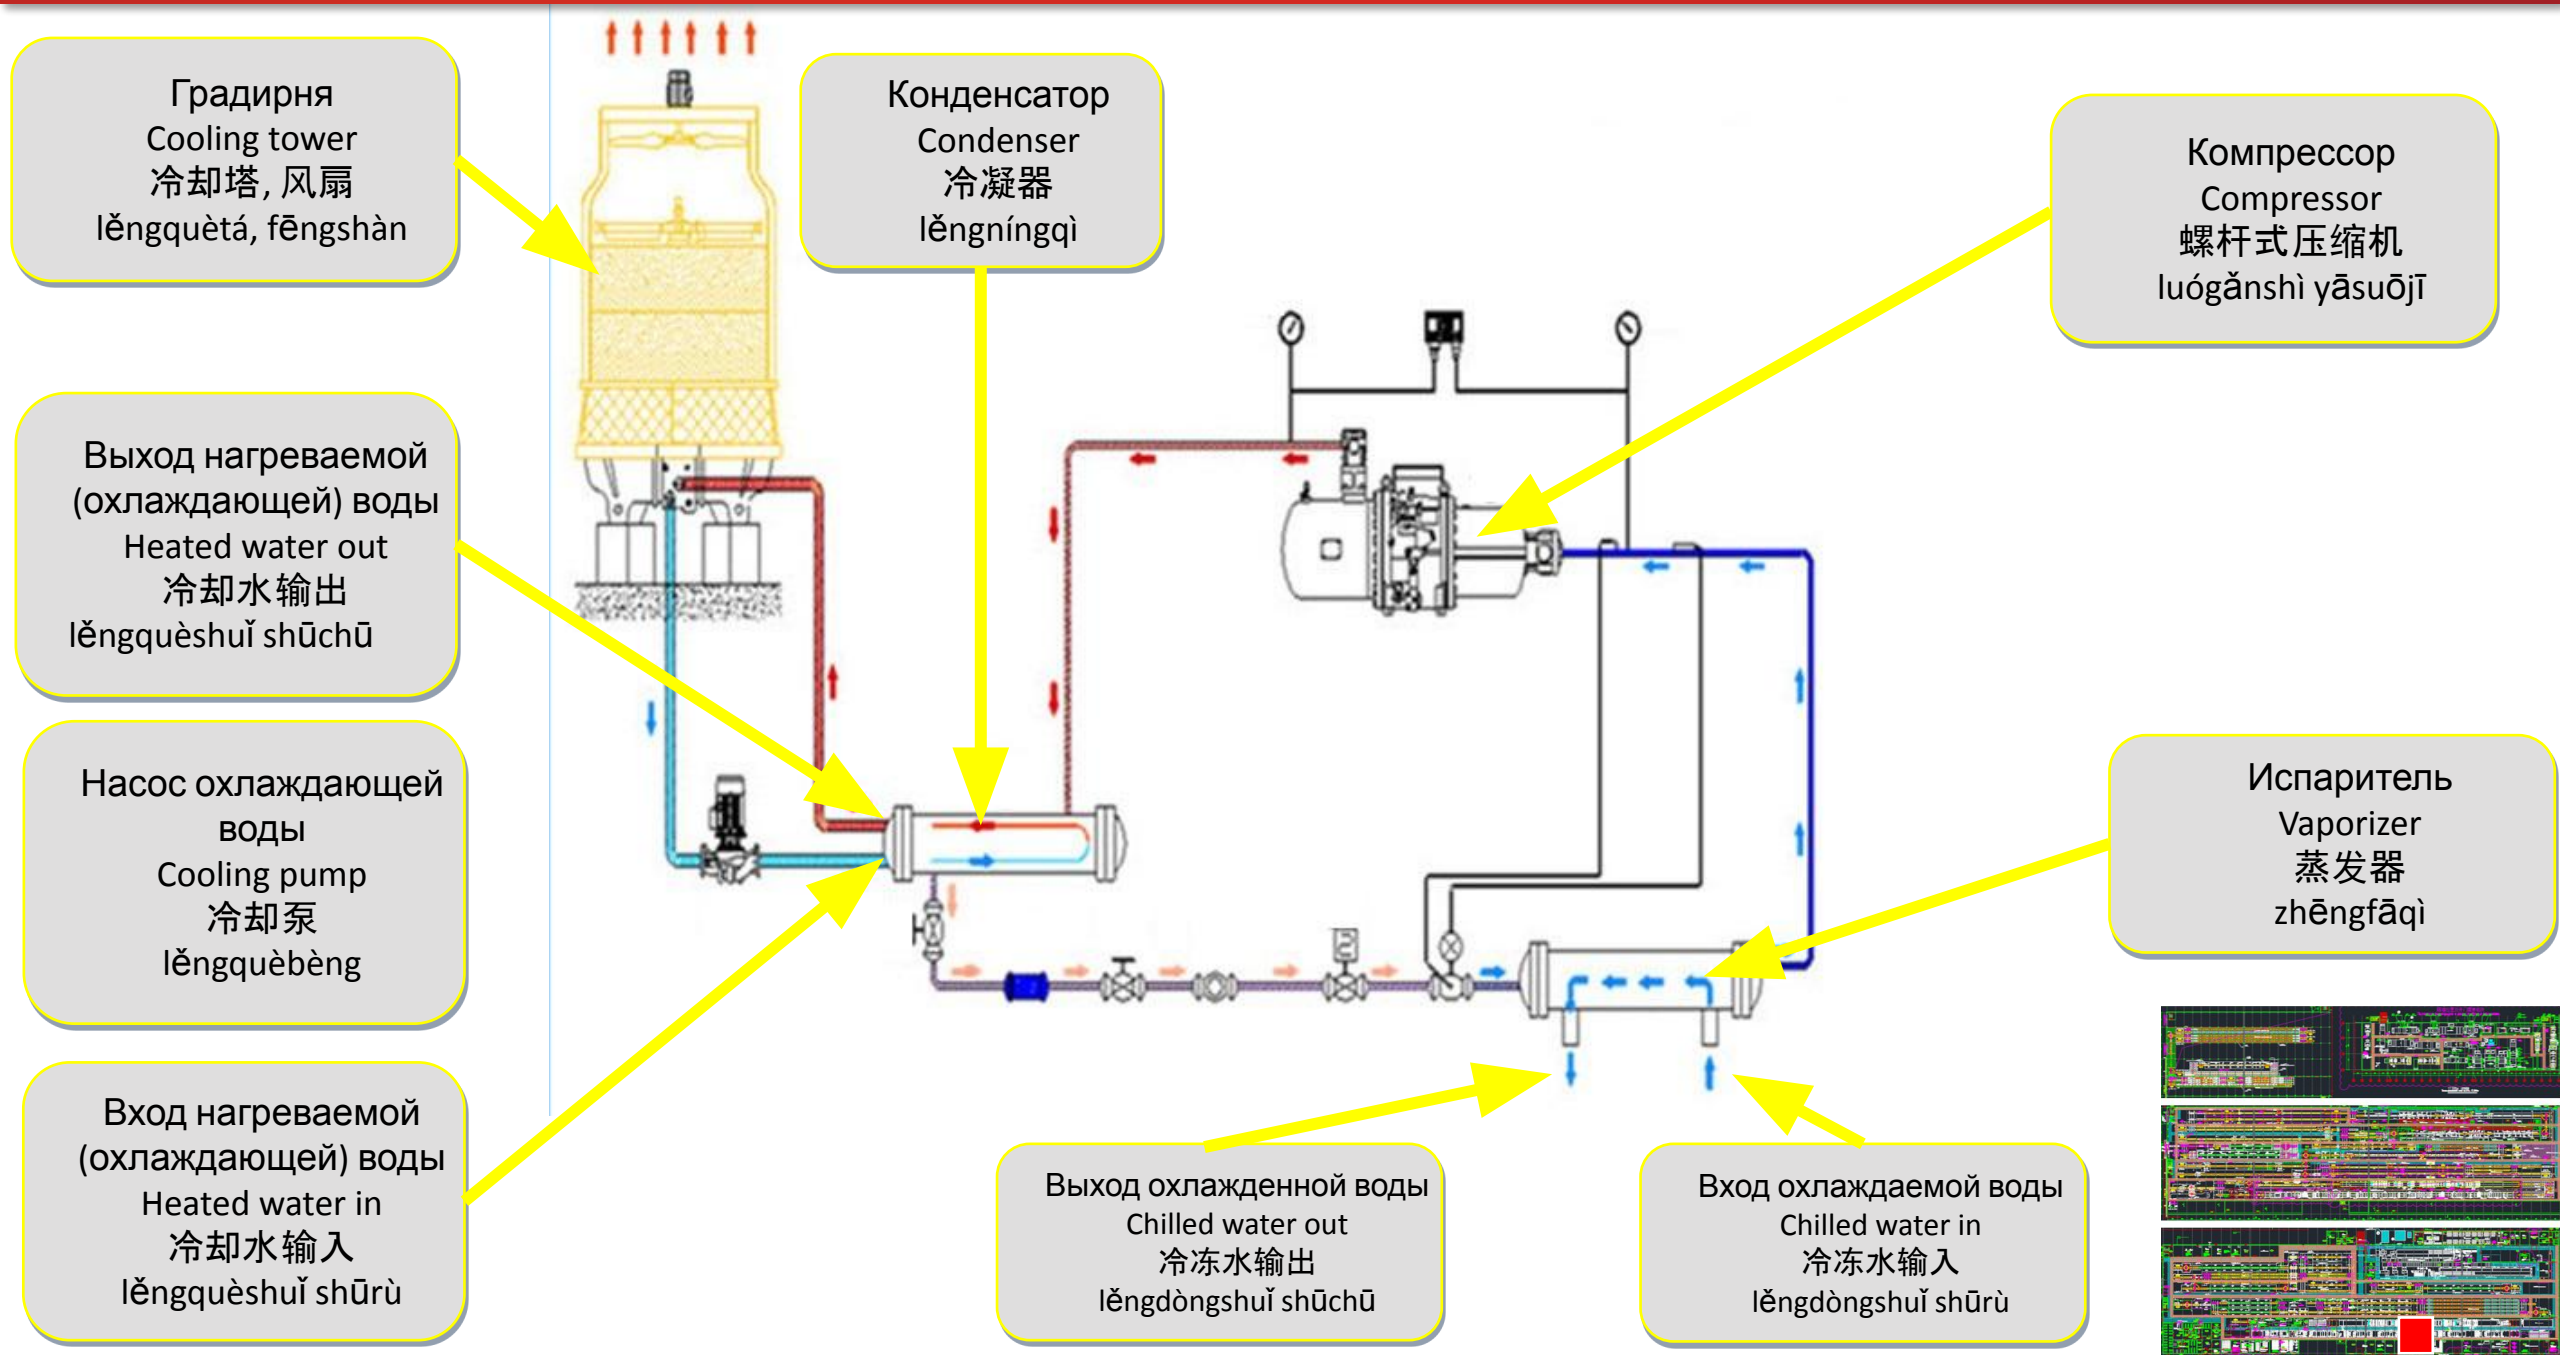 Градирня
Cooling tower
冷却塔, 风扇
lěngquètá, fēngshàn
Конденсатор
Condenser
冷凝器
lěngníngqì
Компрессор
Compressor
螺杆式压缩机
luógǎnshì yāsuōjī
Выход нагреваемой
(охлаждающей) воды
Heated water out
冷却水输出
lěngquèshuǐ shūchū
Насос охлаждающей
воды
Cooling pump
冷却泵
lěngquèbèng
Испаритель
Vaporizer
蒸发器
zhēngfāqì
Вход нагреваемой
(охлаждающей) воды
Heated water in
冷却水输入
lěngquèshuǐ shūrù
Выход охлажденной воды
Chilled water out
冷冻水输出
lěngdòngshuǐ shūchū
Вход охлаждаемой воды
Chilled water in
冷冻水输入
lěngdòngshuǐ shūrù